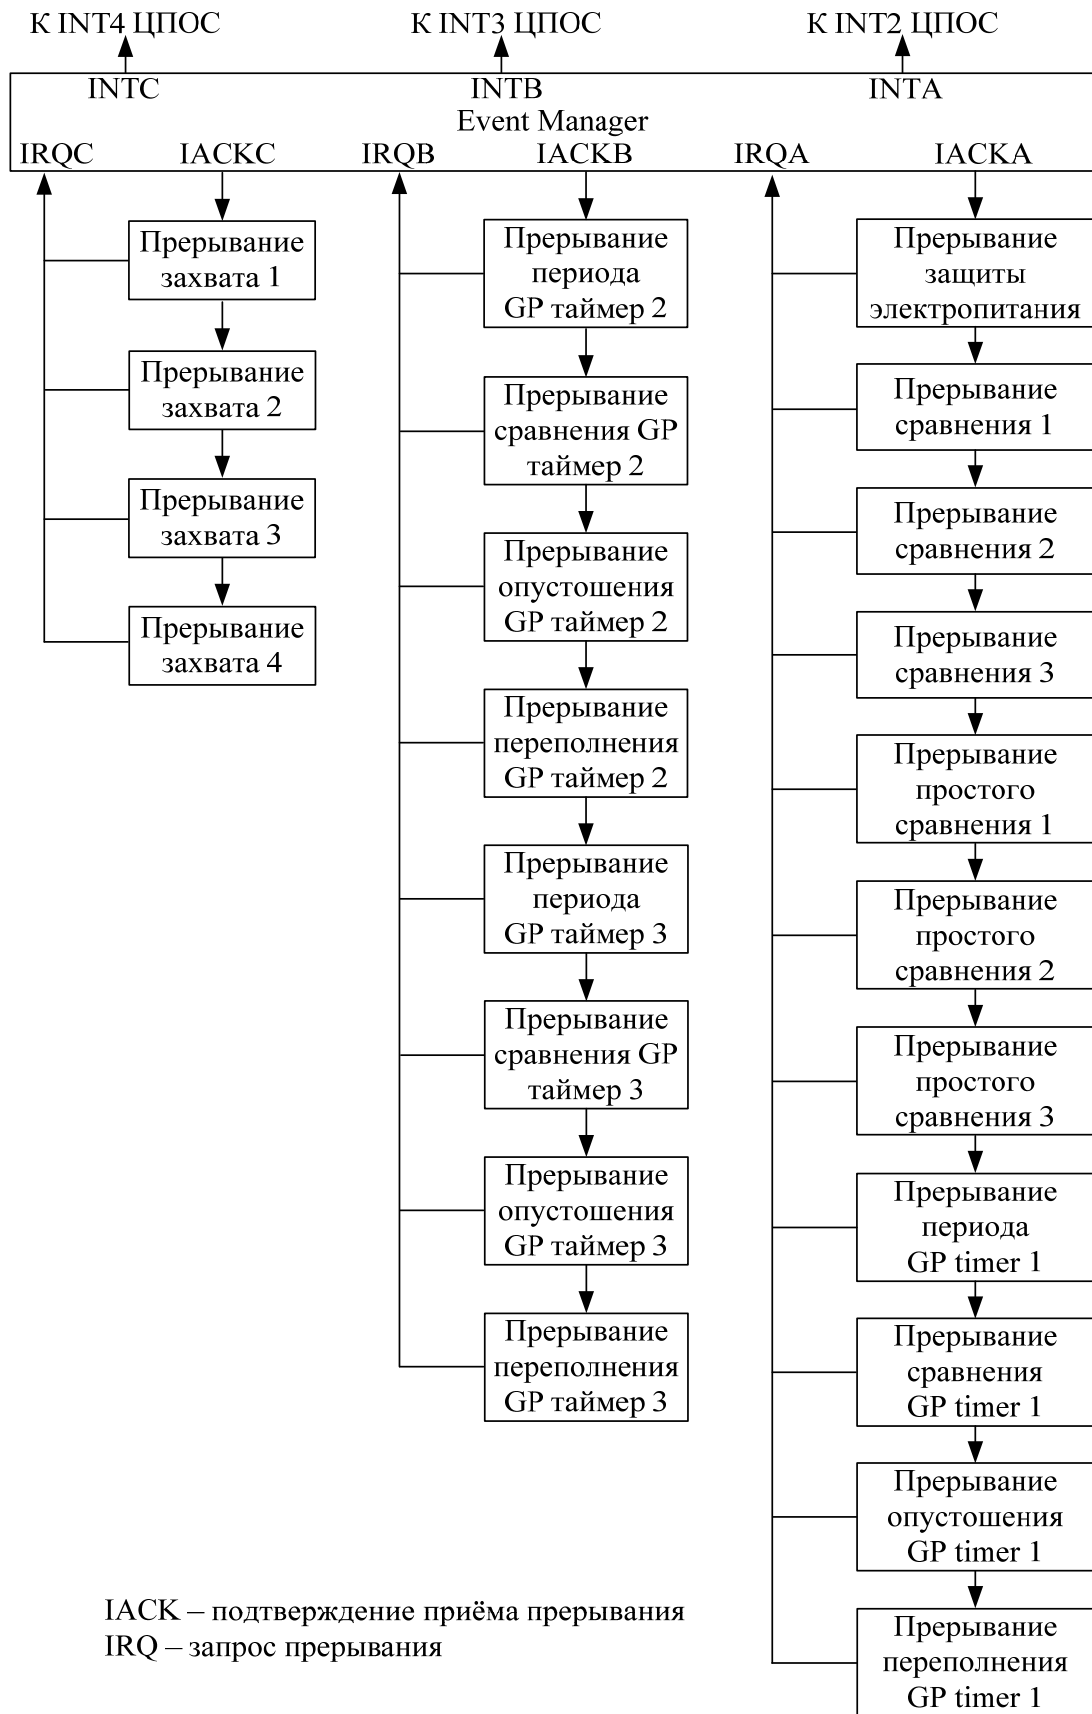 К INT4 ЦПОС
К INT3 ЦПОС
К INT2 ЦПОС
INTC
INTB
INTA
Event Manager
IRQC
IACKC
IRQB
IACKB
IRQA
IACKA
Прерывание
захвата 1
Прерывание
захвата 2
Прерывание
захвата 3
Прерывание
захвата 4
Прерывание
периода
GP таймер 2
Прерывание
сравнения GP
таймер 2
Прерывание
опустошения
GP таймер 2
Прерывание
переполнения
GP таймер 2
Прерывание
периода
GP таймер 3
Прерывание
сравнения GP
таймер 3
Прерывание
опустошения
GP таймер 3
Прерывание
переполнения
GP таймер 3
Прерывание
защиты
электропитания
Прерывание
сравнения 1
Прерывание
сравнения 2
Прерывание
сравнения 3
Прерывание
простого
сравнения 1
Прерывание
простого
сравнения 2
Прерывание
простого
сравнения 3
Прерывание
периода
GP timer 1
Прерывание
сравнения
GP timer 1
Прерывание
опустошения
GP timer 1
Прерывание
переполнения
GP timer 1
IACK – подтверждение приёма прерывания
IRQ – запрос прерывания